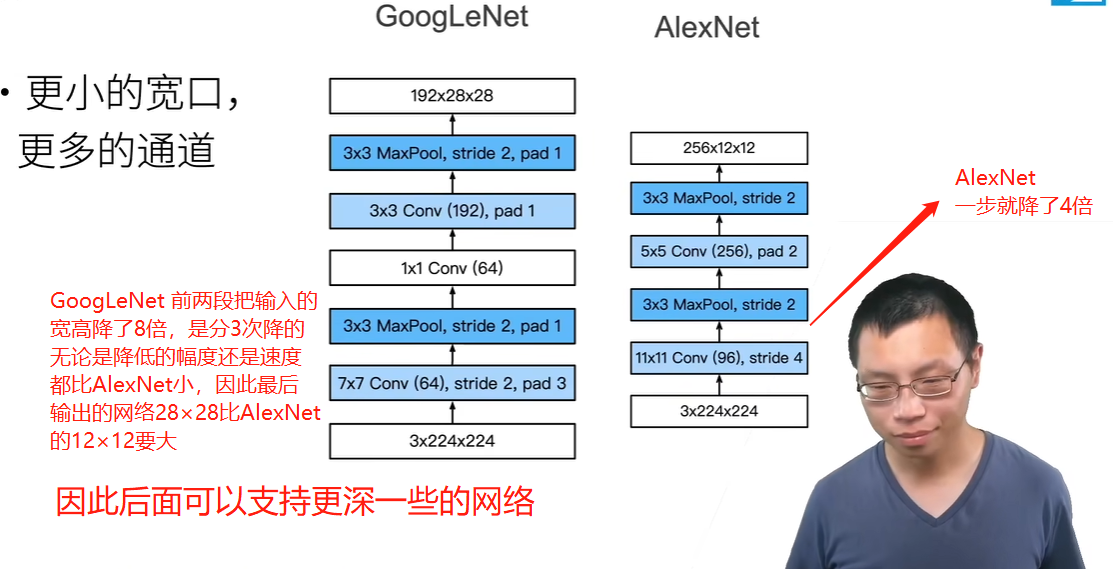 GoogLeNet
AlexNet
• 更小的宽口，
更多的通道
192x28x28
3x3 MaxPool, stride 2, pad 1
3x3 Conv (192), pad 1
1x1 Conv (64)
3x3 MaxPool, stride 2, pad 1
7x7 Conv (64), stride 2, pad 3
3x224x224
256x12x12
3x3 MaxPool, stride 2
5x5 Conv (256), pad 2
3x3 MaxPool, stride 2
11x11 Conv (96), stride 4
3x224x224
AlexNet
一步就降了4倍
GoogLeNet 前两段把输入的
宽高降了8倍，是分3次降的
无论是降低的幅度还是速度
都比AlexNet小，因此最后
输出的网络28×28比AlexNet
的12×12要大
因此后面可以支持更深一些的网络